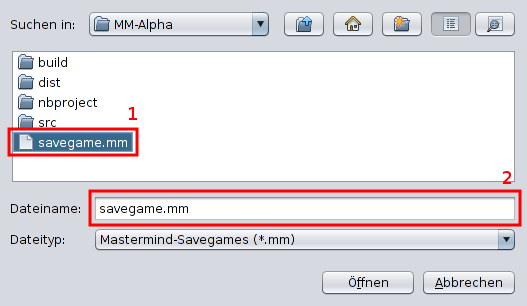 Suchen in: MM-Alpha
build
dist
nbproject
src
1
savegame.mm
2
Dateiname: savegame.mm
Dateityp: Mastermind-Savegames (*.mm)
Öffnen Abbrechen